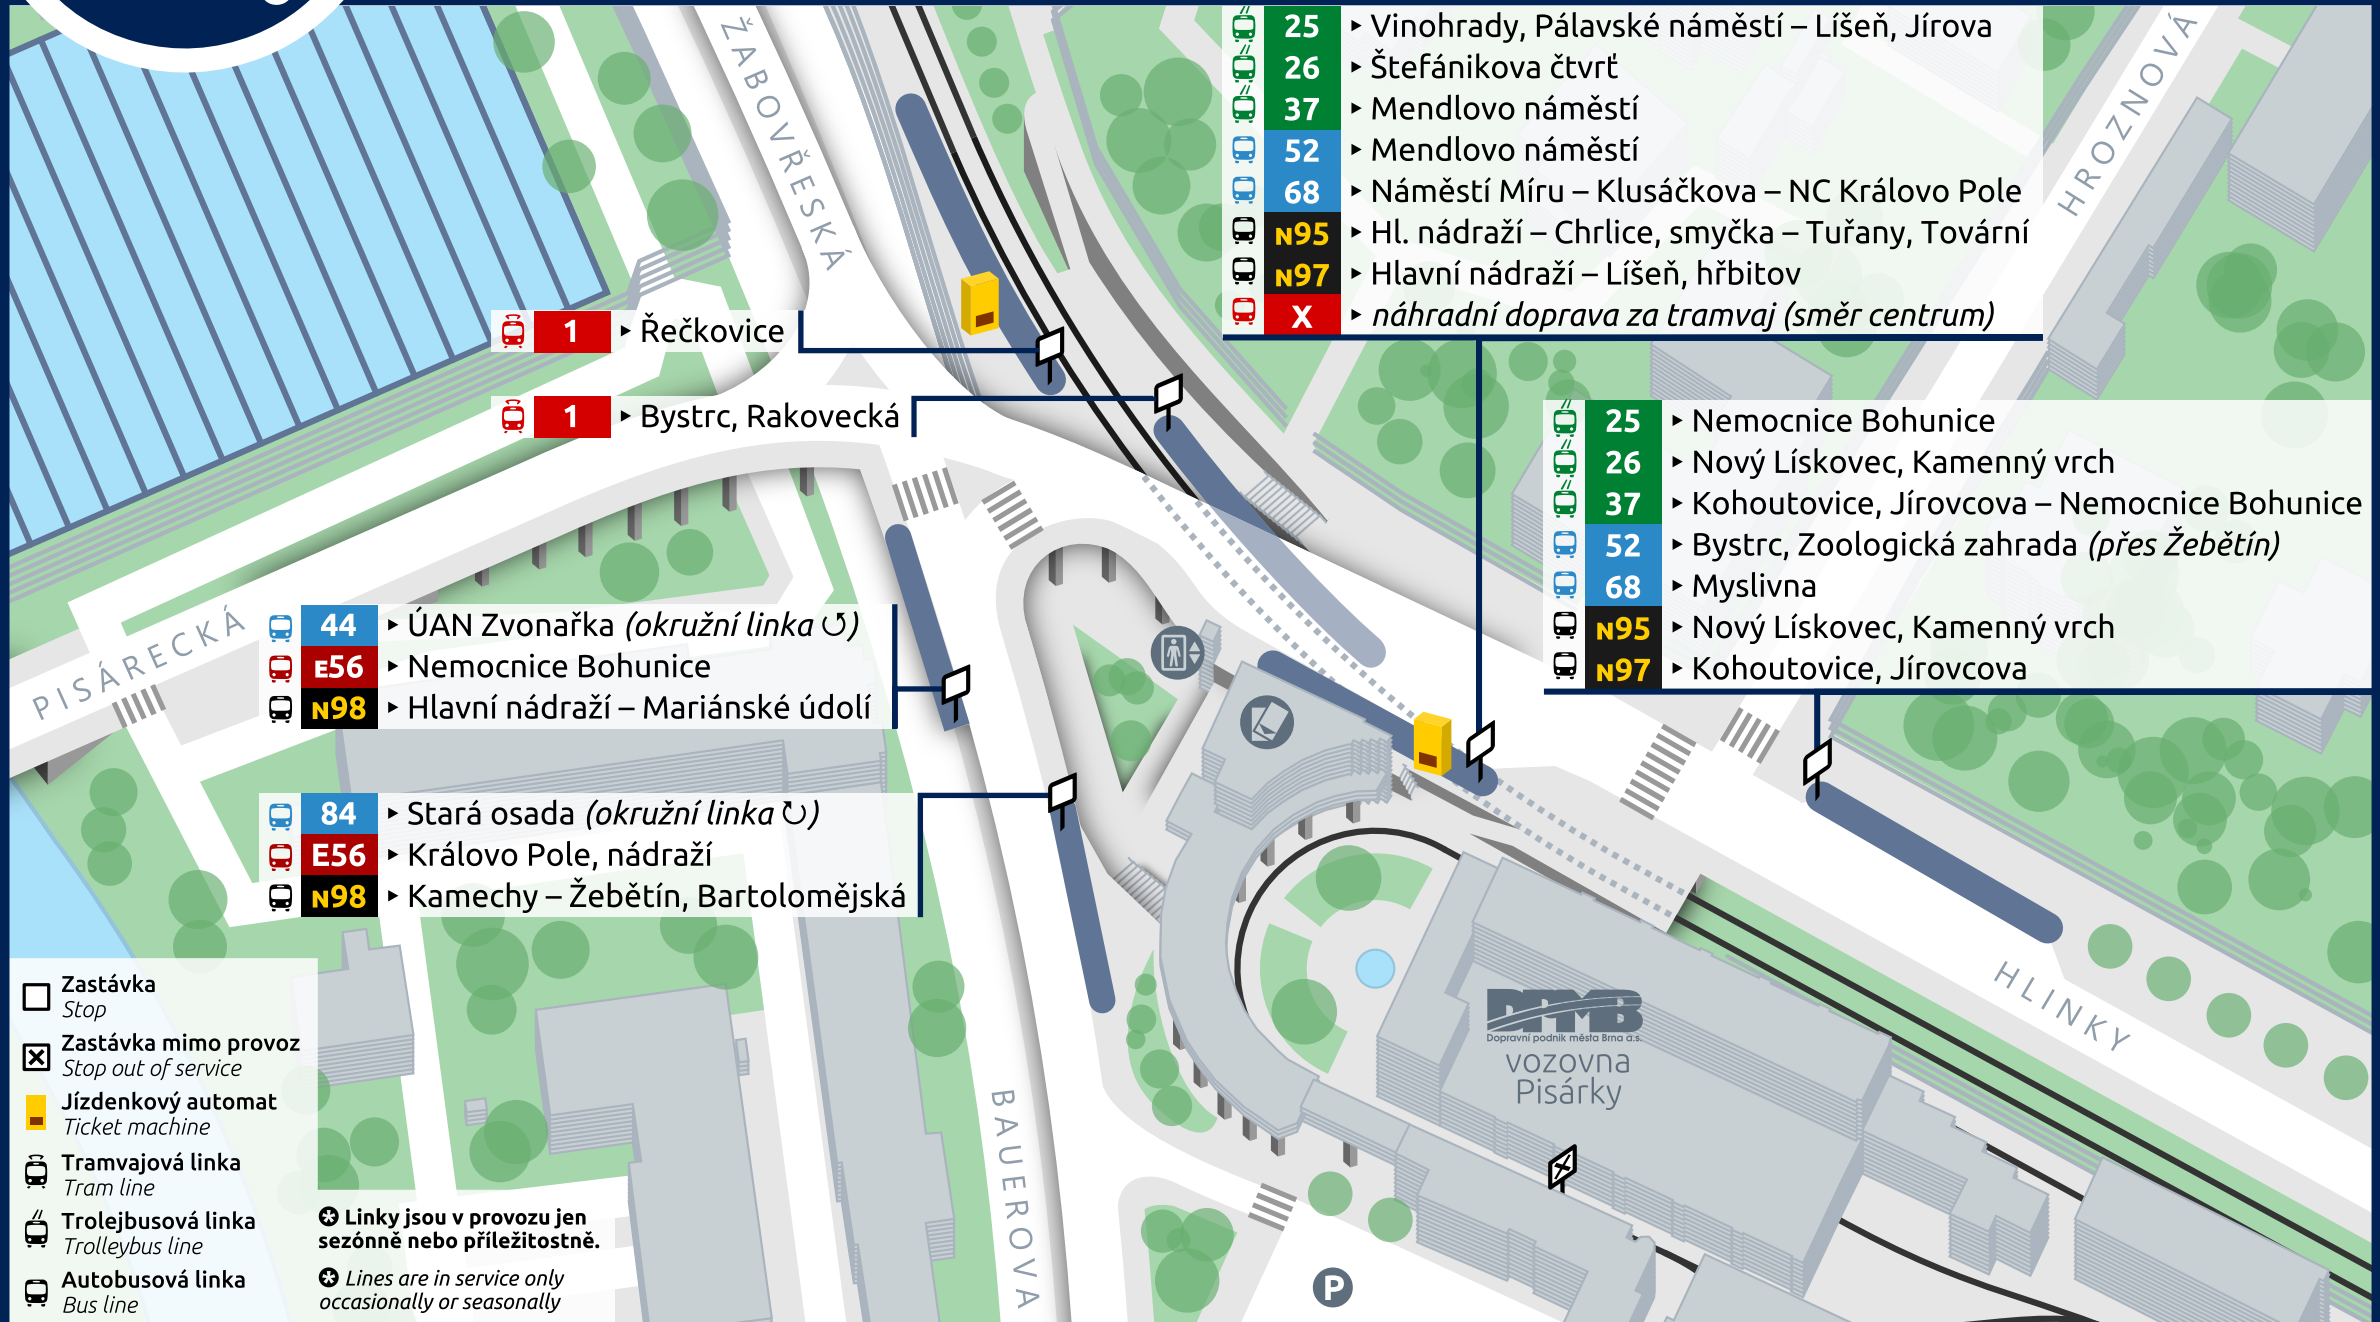 ŽABOVŘESKÁ
25 ‣ Vinohrady, Pálavské náměstí – Líšeň, Jírova
26 ‣ Štefánikova čtvrť
37 ‣ Mendlovo náměstí
52 ‣ Mendlovo náměstí
68 ‣ Náměstí Míru – Klusáčkova – NC Královo Pole
N95 ‣ Hl. nádraží – Chrlice, smyčka – Tuřany, Tovární
N97 ‣ Hlavní nádraží – Líšeň, hřbitov
X ‣ náhradní doprava za tramvaj (směr centrum)
HROZNOVÁ
1 ‣ Řečkovice
1 ‣ Bystrc, Rakovecká
25 ‣ Nemocnice Bohunice
26 ‣ Nový Lískovec, Kamenný vrch
37 ‣ Kohoutovice, Jírovcova – Nemocnice Bohunice
52 ‣ Bystrc, Zoologická zahrada (přes Žebětín)
68 ‣ Myslivna
N95 ‣ Nový Lískovec, Kamenný vrch
N97 ‣ Kohoutovice, Jírovcova
PISÁRECKÁ
44 ‣ ÚAN Zvonařka (okružní linka ↺)
E56 ‣ Nemocnice Bohunice
N98 ‣ Hlavní nádraží – Mariánské údolí
84 ‣ Stará osada (okružní linka ↻)
E56 ‣ Královo Pole, nádraží
N98 ‣ Kamechy – Žebětín, Bartolomějská
HLINKY
DPMB
Dopravní podnik města Brna a.s.
vozovna
Pisárky
BAUEROVA
P
Zastávka
Stop
Zastávka mimo provoz
Stop out of service
Jízdenkový automat
Ticket machine
Tramvajová linka
Tram line
Trolejbusová linka
Trolleybus line
Autobusová linka
Bus line
Linky jsou v provozu jen
sezónně nebo příležitostně.
Lines are in service only
occasionally or seasonally